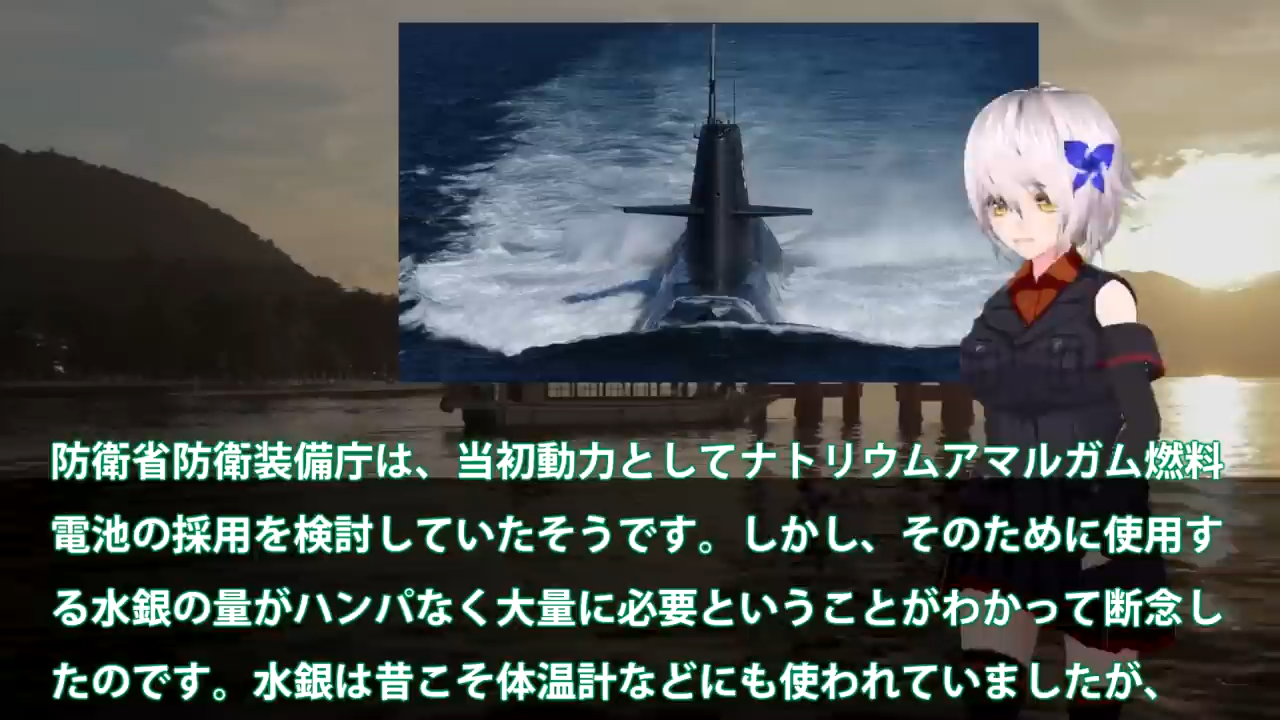 防衛省防衛装備庁は、当初動力としてナトリウムアマルガム燃料
電池の採用を検討していたそうです。しかし、そのために使用す
る水銀の量がハンパなく大量に必要ということがわかって断念し
たのです。水銀は昔こそ体温計などにも使われていましたが、